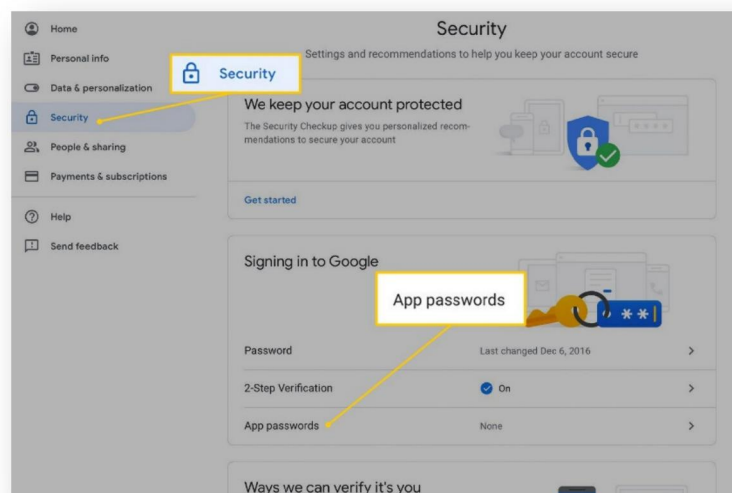 Home
Personal info
Data & personalization
Security
People & sharing
Payments & subscriptions
Help
Send feedback
Security
Security
Settings and recommendations to help you keep your account secure
We keep your account protected
The Security Checkup gives you personalized recom-
mendations to secure your account
Get started
Signing in to Google
App passwords
**
Password Last changed Dec 6, 2016
2-Step Verification On
App passwords None
Ways we can verify it's you